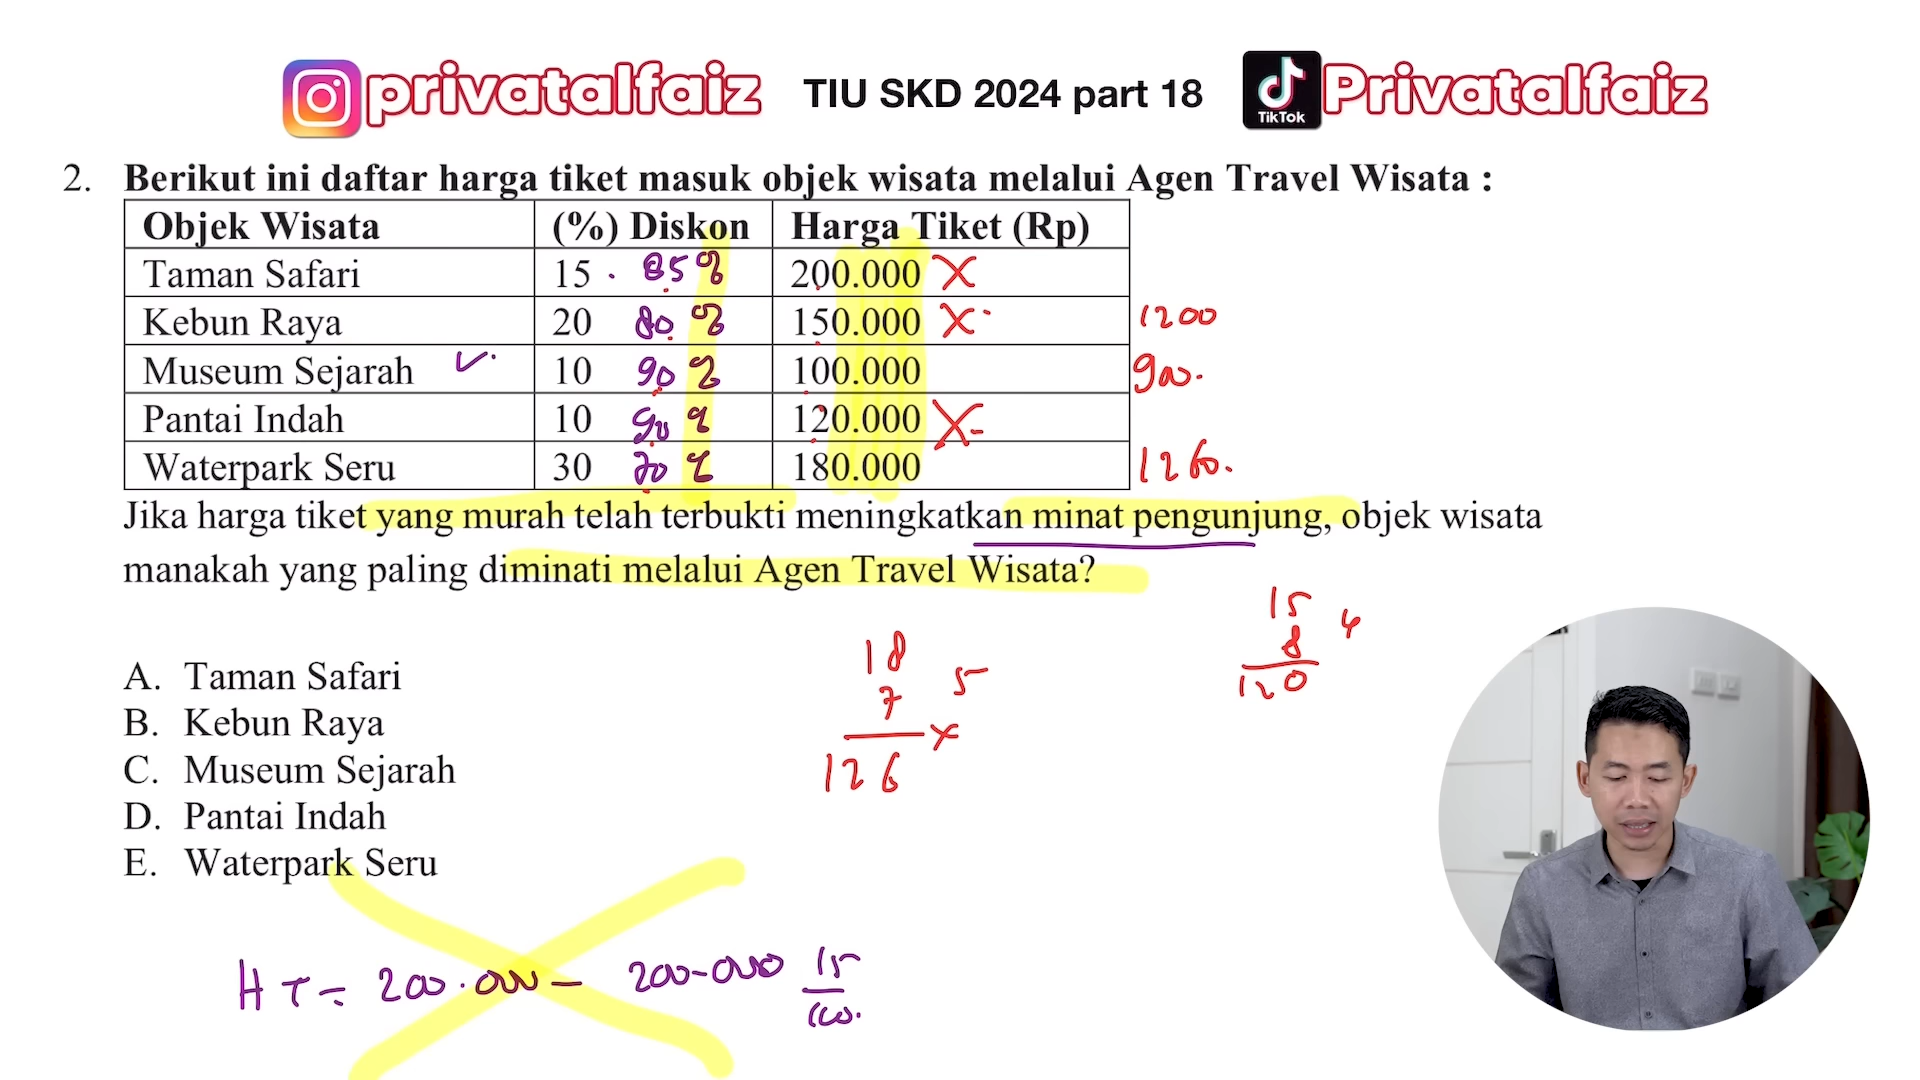 privatalfaiz TIU SKD 2024 part 18 TikTok Privatalfaiz
2. Berikut ini daftar harga tiket masuk objek wisata melalui Agen Travel Wisata :
Objek Wisata (%) Diskon Harga Tiket (Rp)
Taman Safari 15 . 85% 200.000 X
Kebun Raya 20 80% 150.000 X 1200
Museum Sejarah ✓. 10 90% 100.000 900.
Pantai Indah 10 90% 120.000 X
Waterpark Seru 30 70% 180.000 1260.
Jika harga tiket yang murah telah terbukti meningkatkan minat pengunjung, objek wisata
manakah yang paling diminati melalui Agen Travel Wisata?
A. Taman Safari
B. Kebun Raya
C. Museum Sejarah
D. Pantai Indah
E. Waterpark Seru
18
7 5
x
126
15
8 4
120
HT = 200.000 - 200.000 15
100.